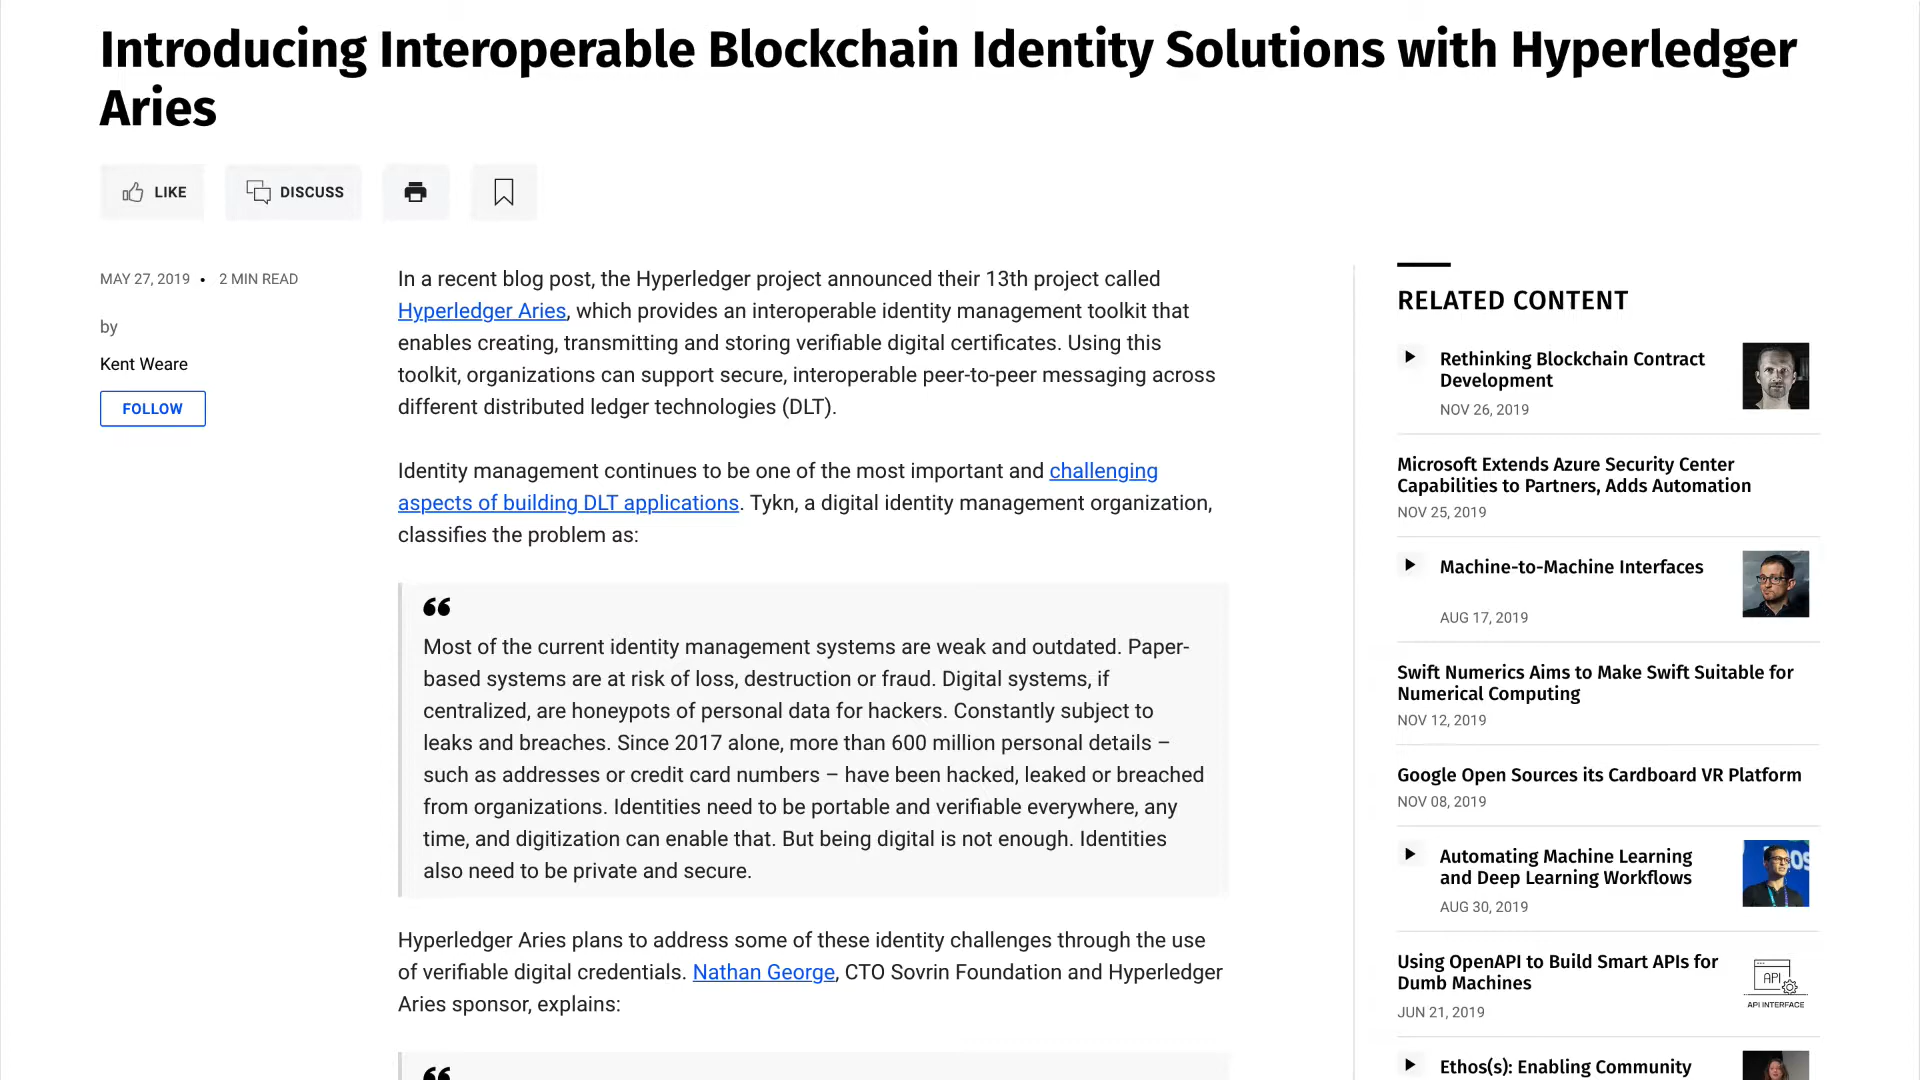 Introducing Interoperable Blockchain Identity Solutions with Hyperledger
Aries
LIKE
DISCUSS
MAY 27, 2019 • 2 MIN READ
by
Kent Weare
FOLLOW
In a recent blog post, the Hyperledger project announced their 13th project called
Hyperledger Aries, which provides an interoperable identity management toolkit that
enables creating, transmitting and storing verifiable digital certificates. Using this
toolkit, organizations can support secure, interoperable peer-to-peer messaging across
different distributed ledger technologies (DLT).
Identity management continues to be one of the most important and challenging
aspects of building DLT applications. Tykn, a digital identity management organization,
classifies the problem as:
“
Most of the current identity management systems are weak and outdated. Paper-
based systems are at risk of loss, destruction or fraud. Digital systems, if
centralized, are honeypots of personal data for hackers. Constantly subject to
leaks and breaches. Since 2017 alone, more than 600 million personal details –
such as addresses or credit card numbers – have been hacked, leaked or breached
from organizations. Identities need to be portable and verifiable everywhere, any
time, and digitization can enable that. But being digital is not enough. Identities
also need to be private and secure.
Hyperledger Aries plans to address some of these identity challenges through the use
of verifiable digital credentials. Nathan George, CTO Sovrin Foundation and Hyperledger
Aries sponsor, explains:
“
RELATED CONTENT
Rethinking Blockchain Contract
Development
NOV 26, 2019
Microsoft Extends Azure Security Center
Capabilities to Partners, Adds Automation
NOV 25, 2019
Machine-to-Machine Interfaces
AUG 17, 2019
Swift Numerics Aims to Make Swift Suitable for
Numerical Computing
NOV 12, 2019
Google Open Sources its Cardboard VR Platform
NOV 08, 2019
Automating Machine Learning
and Deep Learning Workflows
AUG 30, 2019
Using OpenAPI to Build Smart APIs for
Dumb Machines
JUN 21, 2019
API
API INTERFACE
Ethos(s): Enabling Community